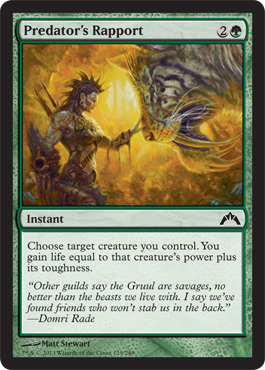 Predator's Rapport
2
Instant
Choose target creature you control. You
gain life equal to that creature's power plus
its toughness.
"Other guilds say the Gruul are savages, no
better than the beasts we live with. I say we've
found friends who won't stab us in the back."
—Domri Rade
Matt Stewart
™ & © 2013 Wizards of the Coast